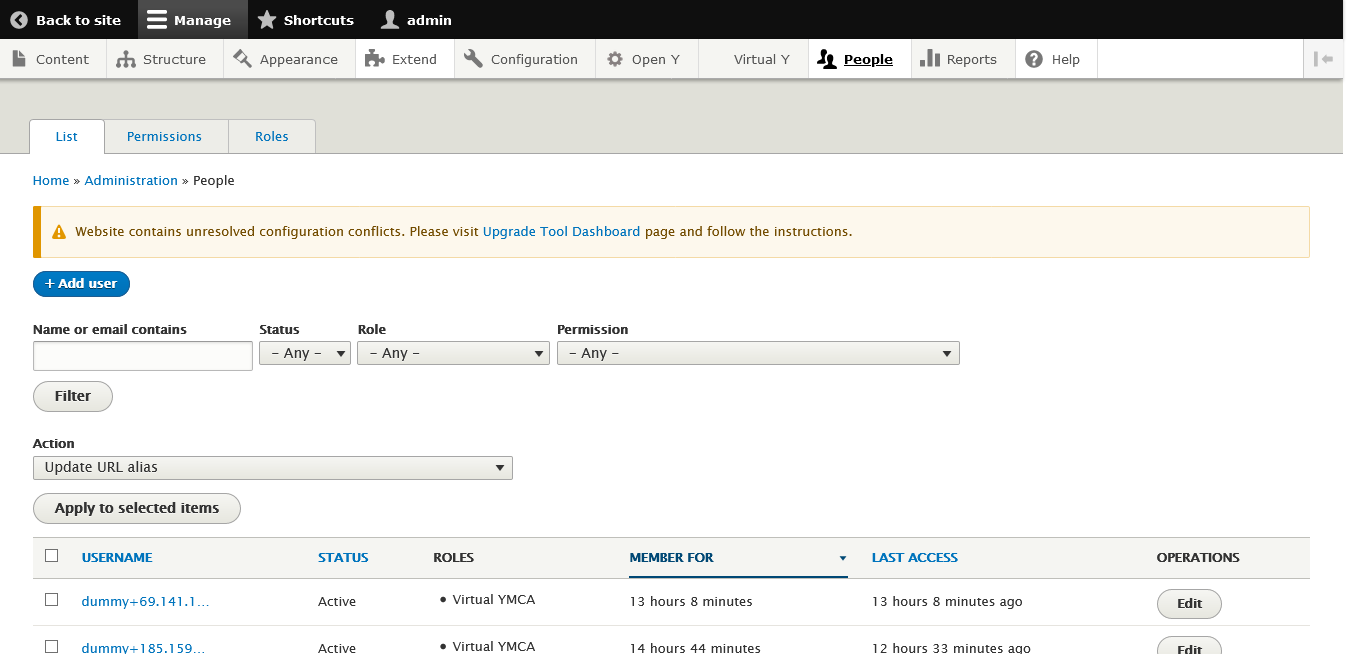 Back to site Manage Shortcuts admin
Content Structure Appearance Extend Configuration Open Y Virtual Y People Reports Help
List Permissions Roles
Home » Administration » People
Website contains unresolved configuration conflicts. Please visit Upgrade Tool Dashboard page and follow the instructions.
+ Add user
Name or email contains Status Role Permission
- Any - - Any - - Any -
Filter
Action
Update URL alias
Apply to selected items
USERNAME STATUS ROLES MEMBER FOR LAST ACCESS OPERATIONS
dummy+69.141.1... Active • Virtual YMCA 13 hours 8 minutes 13 hours 8 minutes ago Edit
dummy+185.159... Active • Virtual YMCA 14 hours 44 minutes 12 hours 33 minutes ago Edit